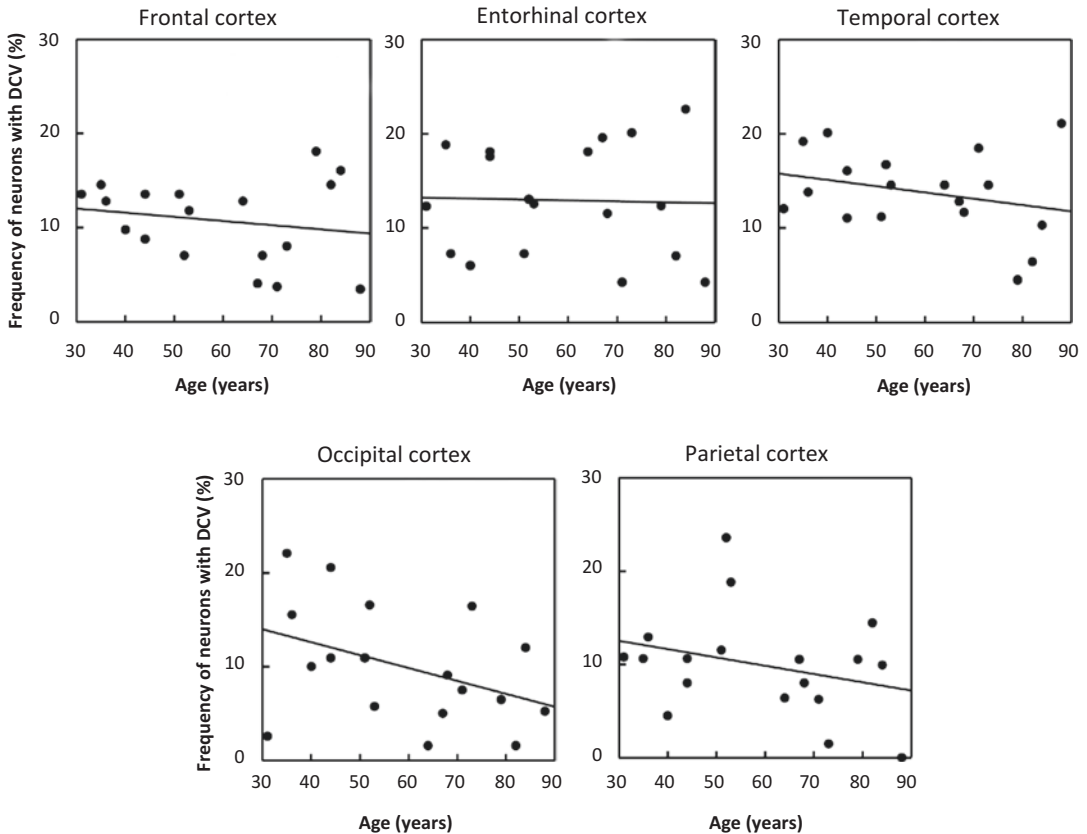 Frontal cortex
Entorhinal cortex
Temporal cortex
Frequency of neurons with DCV (%)
30
20
10
0
30 40 50 60 70 80 90
Age (years)
30
20
10
0
30 40 50 60 70 80 90
Age (years)
30
20
10
0
30 40 50 60 70 80 90
Age (years)
Occipital cortex
Parietal cortex
Frequency of neurons with DCV (%)
30
20
10
0
30 40 50 60 70 80 90
Age (years)
30
20
10
0
30 40 50 60 70 80 90
Age (years)